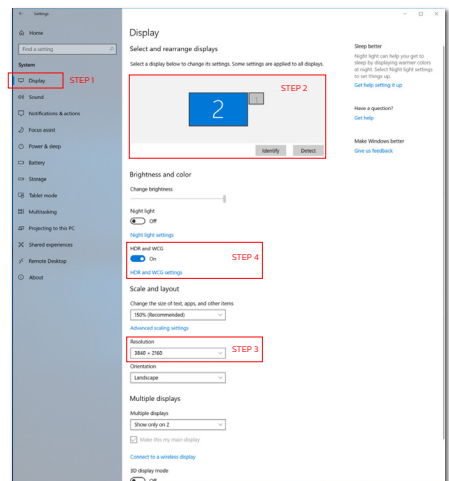 Settings
Home
Find a setting
System
Display
STEP 1
Sound
Notifications & actions
Focus assist
Power & sleep
Battery
Storage
Tablet mode
Multitasking
Projecting to this PC
Shared experiences
Remote Desktop
About
Display
Select and rearrange displays
Select a display below to change its settings. Some settings are applied to all displays.
STEP 2
2
1
Identify
Detect
Brightness and color
Change brightness
Night light
Off
Night light settings
HDR and WCG
On
STEP 4
HDR and WCG settings
Scale and layout
Change the size of text, apps, and other items
150% (Recommended)
Advanced scaling settings
Resolution
3840 × 2160
STEP 3
Orientation
Landscape
Multiple displays
Multiple displays
Show only on 2
Make this my main display
Connect to a wireless display
3D display mode
Off
Sleep better
Night light can help you get to
sleep by displaying warmer colors
at night. Select Night light settings
to set things up.
Get help setting it up
Have a question?
Get help
Make Windows better
Give us feedback